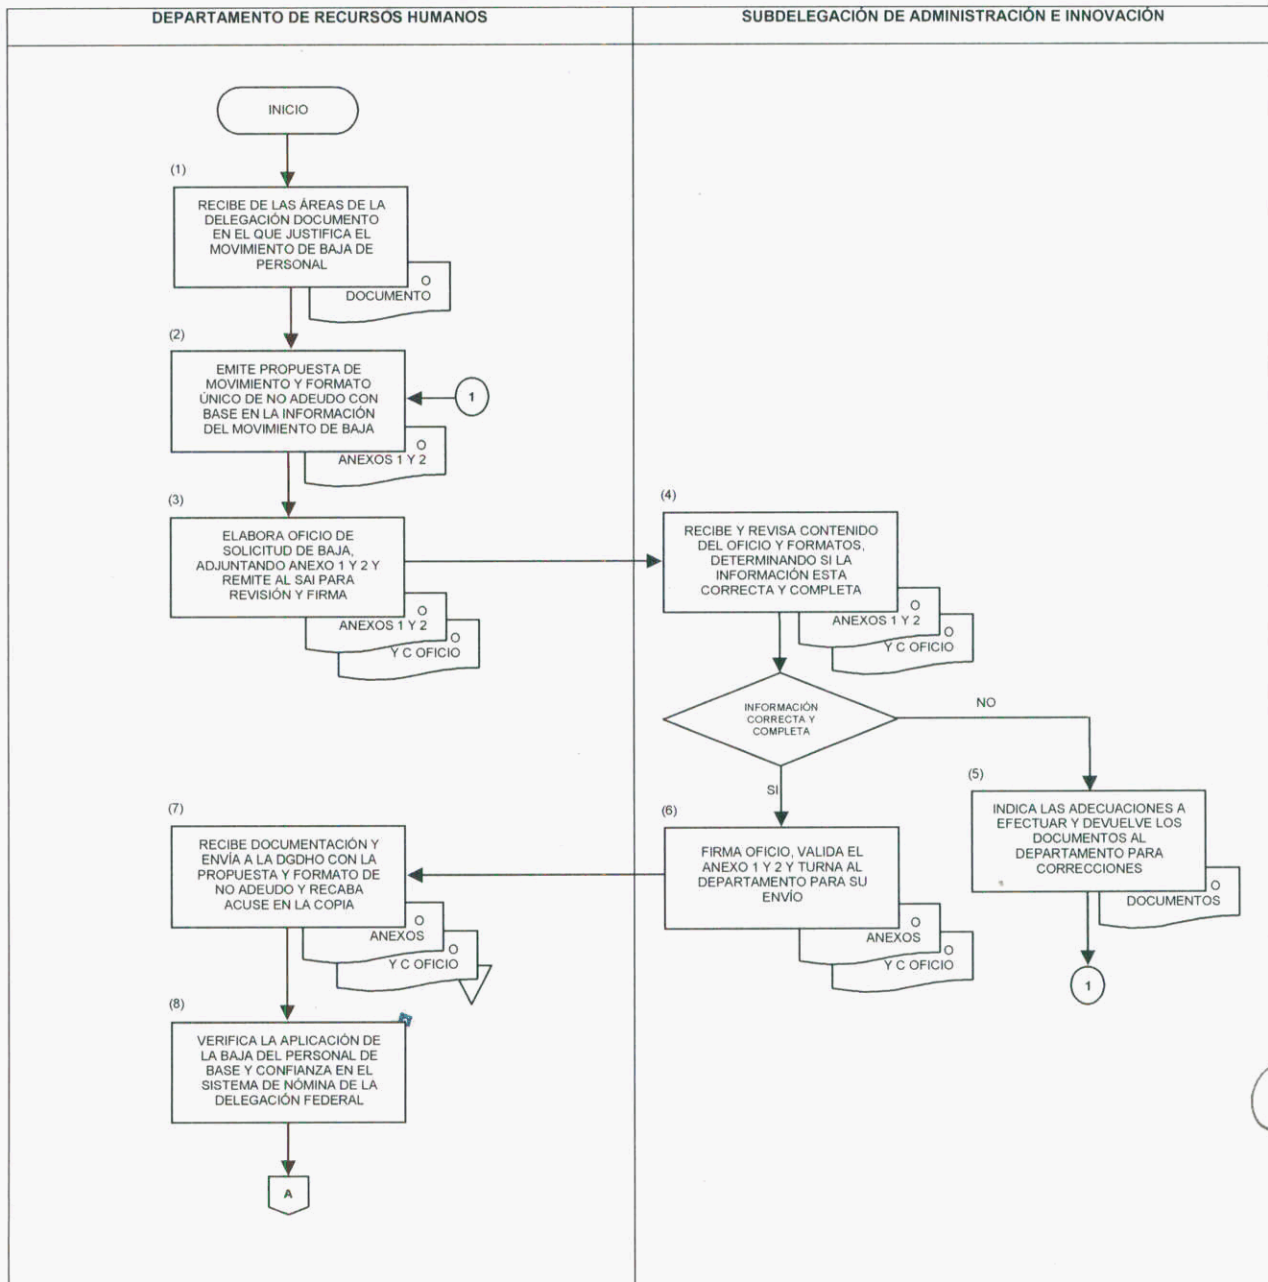 DEPARTAMENTO DE RECURSOS HUMANOS
SUBDELEGACIÓN DE ADMINISTRACIÓN E INNOVACIÓN
INICIO
(1)
RECIBE DE LAS ÁREAS DE LA
DELEGACIÓN DOCUMENTO
EN EL QUE JUSTIFICA EL
MOVIMIENTO DE BAJA DE
PERSONAL
O
DOCUMENTO
(2)
EMITE PROPUESTA DE
MOVIMIENTO Y FORMATO
ÚNICO DE NO ADEUDO CON
BASE EN LA INFORMACIÓN
DEL MOVIMIENTO DE BAJA
1
O
ANEXOS 1 Y 2
(3)
ELABORA OFICIO DE
SOLICITUD DE BAJA,
ADJUNTANDO ANEXO 1 Y 2 Y
REMITE AL SAI PARA
REVISIÓN Y FIRMA
O
ANEXOS 1 Y 2
O
Y C OFICIO
(4)
RECIBE Y REVISA CONTENIDO
DEL OFICIO Y FORMATOS,
DETERMINANDO SI LA
INFORMACIÓN ESTA
CORRECTA Y COMPLETA
O
ANEXOS 1 Y 2
O
Y C OFICIO
INFORMACIÓN
CORRECTA Y
COMPLETA
NO
SI
(5)
INDICA LAS ADECUACIONES A
EFECTUAR Y DEVUELVE LOS
DOCUMENTOS AL
DEPARTAMENTO PARA
CORRECCIONES
O
DOCUMENTOS
1
(6)
FIRMA OFICIO, VALIDA EL
ANEXO 1 Y 2 Y TURNA AL
DEPARTAMENTO PARA SU
ENVÍO
O
ANEXOS
O
Y C OFICIO
(7)
RECIBE DOCUMENTACIÓN Y
ENVÍA A LA DGDHO CON LA
PROPUESTA Y FORMATO DE
NO ADEUDO Y RECABA
ACUSE EN LA COPIA
O
ANEXOS
O
Y C OFICIO
(8)
VERIFICA LA APLICACIÓN DE
LA BAJA DEL PERSONAL DE
BASE Y CONFIANZA EN EL
SISTEMA DE NÓMINA DE LA
DELEGACIÓN FEDERAL
A